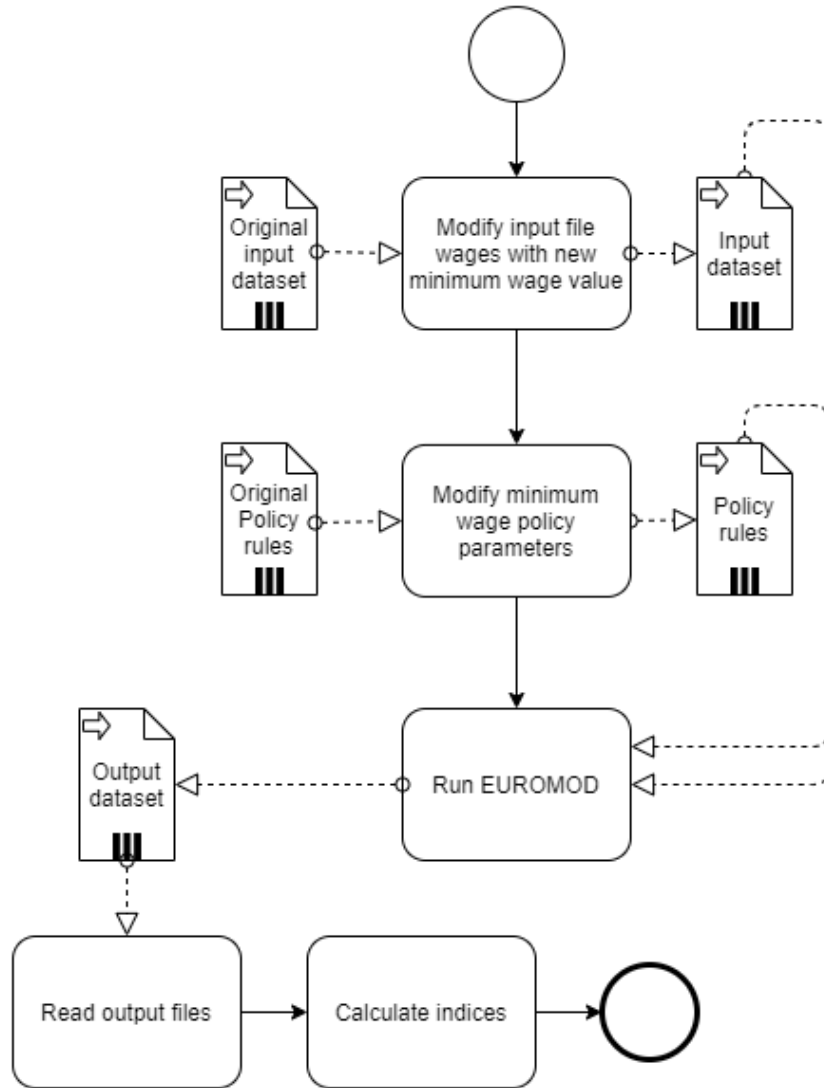 Original
input
dataset
Modify input file
wages with new
minimum wage value
Input
dataset
Original
Policy
rules
Modify minimum
wage policy
parameters
Policy
rules
Output
dataset
Run EUROMOD
Read output files
Calculate indices